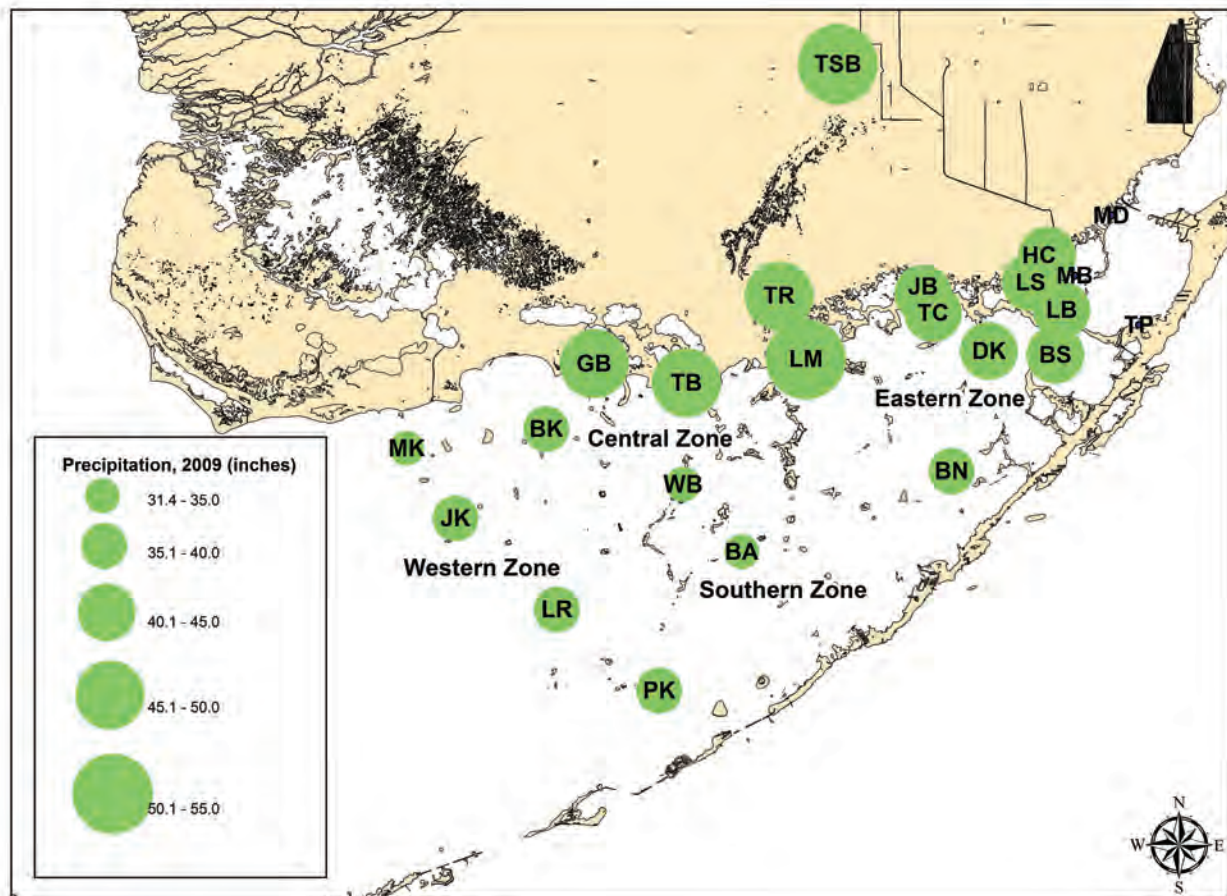 TSB
MD
HC
LS
MB
JB
TR
TC
LB
TP
LM
DK
BS
GB
TB
Eastern Zone
BK
Central Zone
MK
BN
WB
JK
BA
Western Zone
Southern Zone
LR
PK
Precipitation, 2009 (inches)
31.4 - 35.0
35.1 - 40.0
40.1 - 45.0
45.1 - 50.0
50.1 - 55.0
N
W
E
S